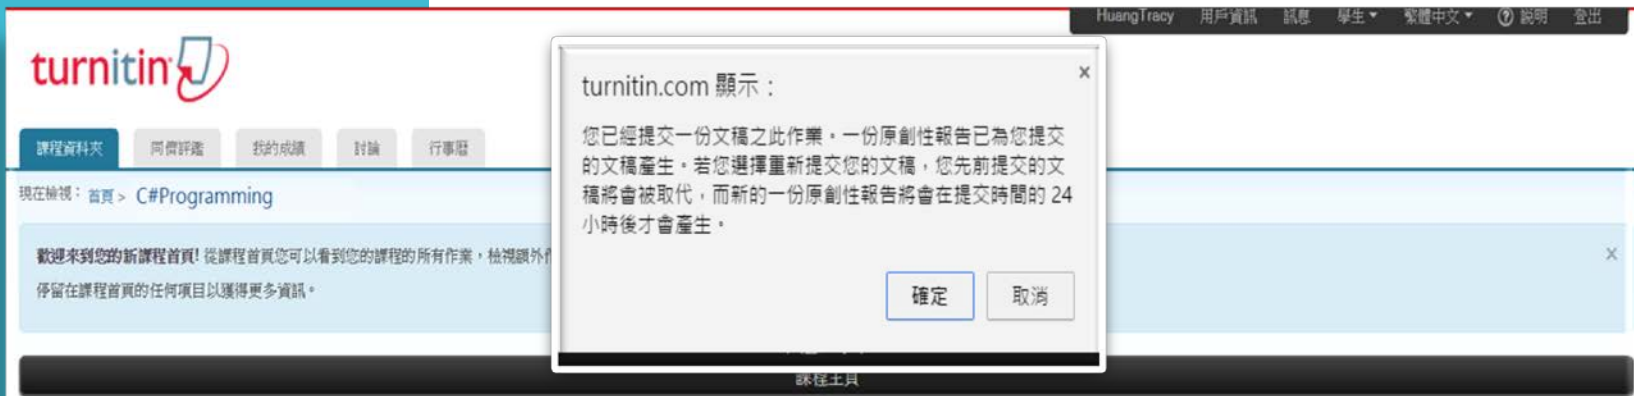 HuangTracy 用戶資訊 訊息 學生 繁體中文 ? 說明 登出
turnitin
課程資料夾 同儕評鑑 我的成績 討論 行事曆
現在檢視: 首頁 > C#Programming
turnitin.com 顯示：
x
您已經提交一份文稿之此作業。一份原創性報告已為您提交
的文稿產生。若您選擇重新提交您的文稿，您先前提交的文
稿將會被取代，而新的一份原創性報告將會在提交時間的 24
小時後才會產生。
確定 取消
歡迎來到您的新課程首頁! 從課程首頁您可以看到您的課程的所有作業，檢視額外
x
停留在課程首頁的任何項目以獲得更多資訊。
課程主頁